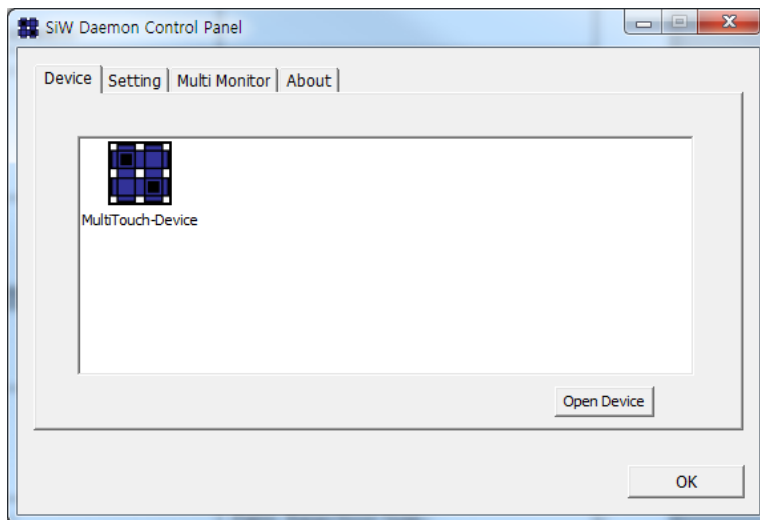 SiW Daemon Control Panel
Device Setting Multi Monitor About
MultiTouch-Device
Open Device
OK